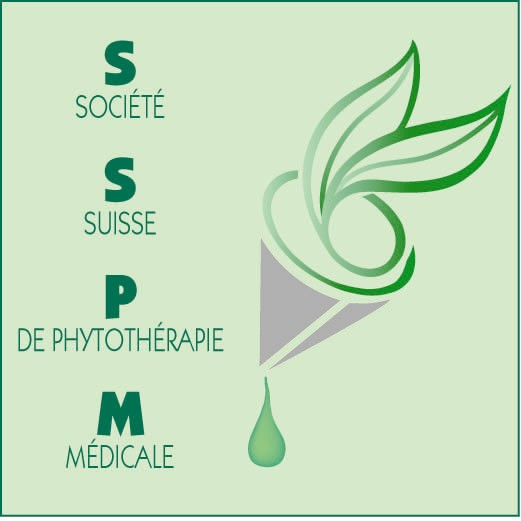 S
SOCIÉTÉ
S
SUISSE
P
DE PHYTOTHÉRAPIE
M
MÉDICALE